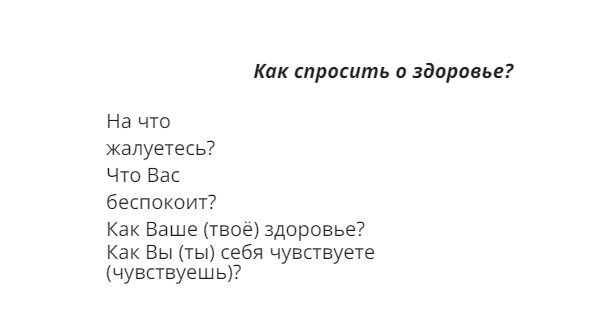 Как спросить о здоровье?
На что
жалуетесь?
Что Вас
беспокоит?
Как Ваше (твоё) здоровье?
Как Вы (ты) себя чувствуете
(чувствуешь)?